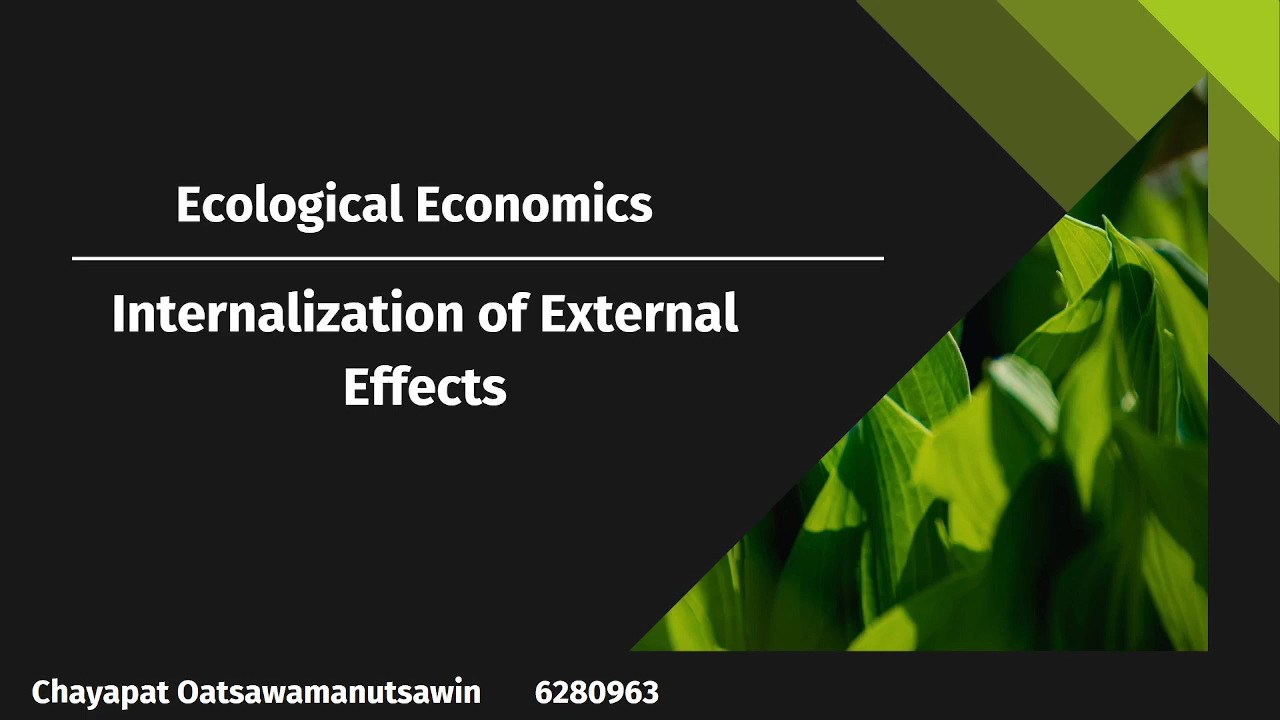 Ecological Economics
Internalization of External
Effects
Chayapat Oatsawamanutsawin 6280963